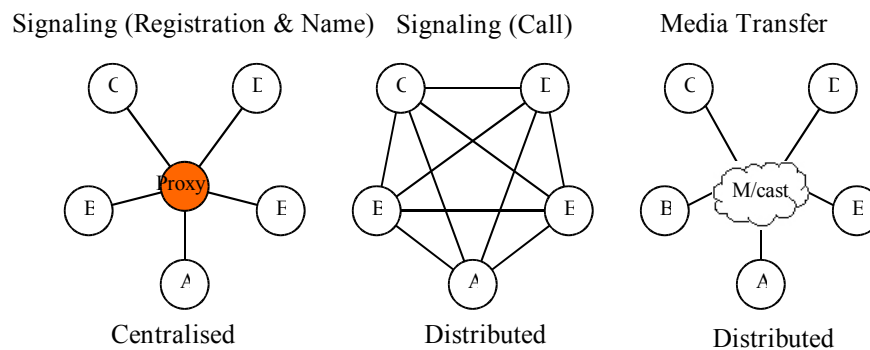 Signaling (Registration & Name)
Signaling (Call)
Media Transfer
C
D
Proxy
B
E
A
C
D
B
E
A
C
D
M/cast
B
E
A
Centralised
Distributed
Distributed